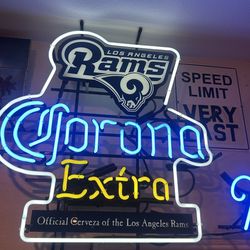 LOS ANGELES
Rams
SPEED
LIMIT
VERY
Corona
Extra
Official Cerveza of the Los Angeles Rams